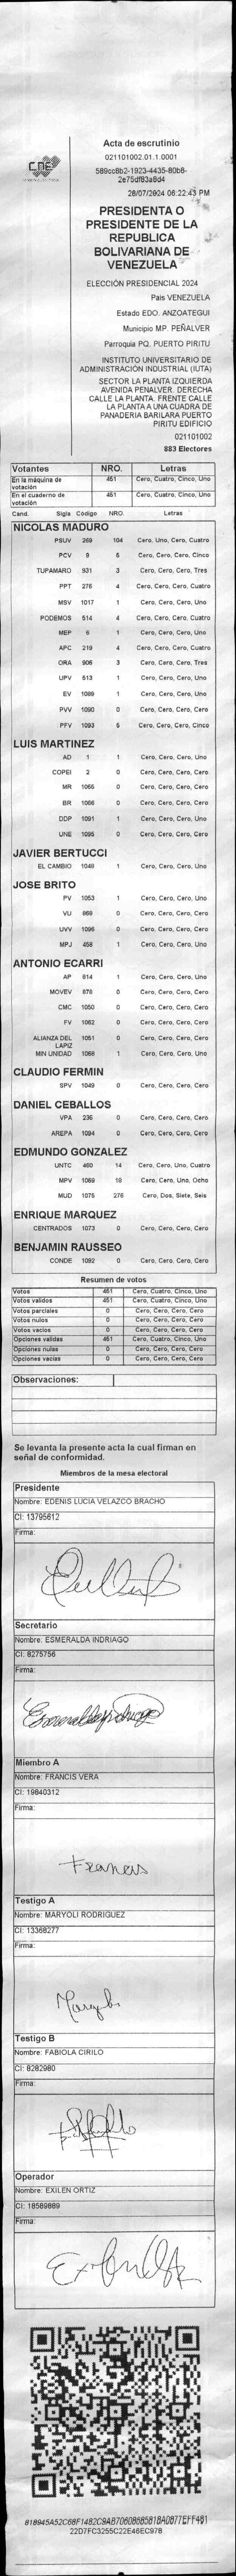 CNE
Acta de escrutinio
021101002.01.1.0001
589cc8b2-1923-4435-80b8-
2e75df83a8d4
28/07/2024 06:22:43 PM
PRESIDENTA O
PRESIDENTE DE LA
REPUBLICA
BOLIVARIANA DE
VENEZUELA
ELECCIÓN PRESIDENCIAL 2024
País VENEZUELA
Estado EDO. ANZOATEGUI
Municipio MP. PEÑALVER
Parroquia PQ. PUERTO PIRITU
INSTITUTO UNIVERSITARIO DE
ADMINISTRACIÓN INDUSTRIAL (IUTA)
SECTOR LA PLANTA IZQUIERDA
AVENIDA PENALVER. DERECHA
CALLE LA PLANTA. FRENTE CALLE
LA PLANTA A UNA CUADRA DE
PANADERIA BARILARA PUERTO
PIRITU EDIFICIO
021101002
883 Electores
Votantes NRO. Letras
En la máquina de votación 451 Cero, Cuatro, Cinco, Uno
En el cuaderno de votación 451 Cero, Cuatro, Cinco, Uno
Cand. Sigla Código NRO. Letras
NICOLAS MADURO
PSUV 269 104 Cero, Uno, Cero, Cuatro
PCV 9 5 Cero, Cero, Cero, Cinco
TUPAMARO 931 3 Cero, Cero, Cero, Tres
PPT 276 4 Cero, Cero, Cero, Cuatro
MSV 1017 1 Cero, Cero, Cero, Uno
PODEMOS 514 4 Cero, Cero, Cero, Cuatro
MEP 6 1 Cero, Cero, Cero, Uno
APC 219 4 Cero, Cero, Cero, Cuatro
ORA 906 3 Cero, Cero, Cero, Tres
UPV 513 1 Cero, Cero, Cero, Uno
EV 1089 1 Cero, Cero, Cero, Uno
PVV 1090 0 Cero, Cero, Cero, Cero
PFV 1093 5 Cero, Cero, Cero, Cinco
LUIS MARTINEZ
AD 1 1 Cero, Cero, Cero, Uno
COPEI 2 0 Cero, Cero, Cero, Cero
MR 1055 0 Cero, Cero, Cero, Cero
BR 1066 0 Cero, Cero, Cero, Cero
DDP 1091 1 Cero, Cero, Cero, Uno
UNE 1095 0 Cero, Cero, Cero, Cero
JAVIER BERTUCCI
EL CAMBIO 1048 1 Cero, Cero, Cero, Uno
JOSE BRITO
PV 1053 1 Cero, Cero, Cero, Uno
VU 868 0 Cero, Cero, Cero, Cero
UVV 1096 0 Cero, Cero, Cero, Cero
MPJ 458 1 Cero, Cero, Cero, Uno
ANTONIO ECARRI
AP 814 1 Cero, Cero, Cero, Uno
MOVEV 878 0 Cero, Cero, Cero, Cero
CMC 1050 0 Cero, Cero, Cero, Cero
FV 1062 0 Cero, Cero, Cero, Cero
ALIANZA DEL LAPIZ 1051 0 Cero, Cero, Cero, Cero
MIN UNIDAD 1068 1 Cero, Cero, Cero, Uno
CLAUDIO FERMIN
SPV 1049 0 Cero, Cero, Cero, Cero
DANIEL CEBALLOS
VPA 236 0 Cero, Cero, Cero, Cero
AREPA 1094 0 Cero, Cero, Cero, Cero
EDMUNDO GONZALEZ
UNTC 460 14 Cero, Cero, Uno, Cuatro
MPV 1069 18 Cero, Cero, Uno, Ocho
MUD 1075 276 Cero, Dos, Siete, Seis
ENRIQUE MARQUEZ
CENTRADOS 1073 0 Cero, Cero, Cero, Cero
BENJAMIN RAUSSEO
CONDE 1092 0 Cero, Cero, Cero, Cero
Resumen de votos
Votos 451 Cero, Cuatro, Cinco, Uno
Votos validos 451 Cero, Cuatro, Cinco, Uno
Votos parciales 0 Cero, Cero, Cero, Cero
Votos nulos 0 Cero, Cero, Cero, Cero
Votos vacios 0 Cero, Cero, Cero, Cero
Opciones validas 451 Cero, Cuatro, Cinco, Uno
Opciones nulas 0 Cero, Cero, Cero, Cero
Opciones vacias 0 Cero, Cero, Cero, Cero
Observaciones:
Se levanta la presente acta la cual firman en
señal de conformidad.
Miembros de la mesa electoral
Presidente
Nombre: EDENIS LUCIA VELAZCO BRACHO
CI: 13795612
Firma:
Secretario
Nombre: ESMERALDA INDRIAGO
CI: 8275756
Firma:
Miembro A
Nombre: FRANCIS VERA
CI: 19840312
Firma:
Francis
Testigo A
Nombre: MARYOLI RODRIGUEZ
CI: 13368277
Firma:
Testigo B
Nombre: FABIOLA CIRILO
CI: 8282980
Firma:
Operador
Nombre: EXILEN ORTIZ
CI: 18589889
Firma:
22D7FC3255C22E46EC978